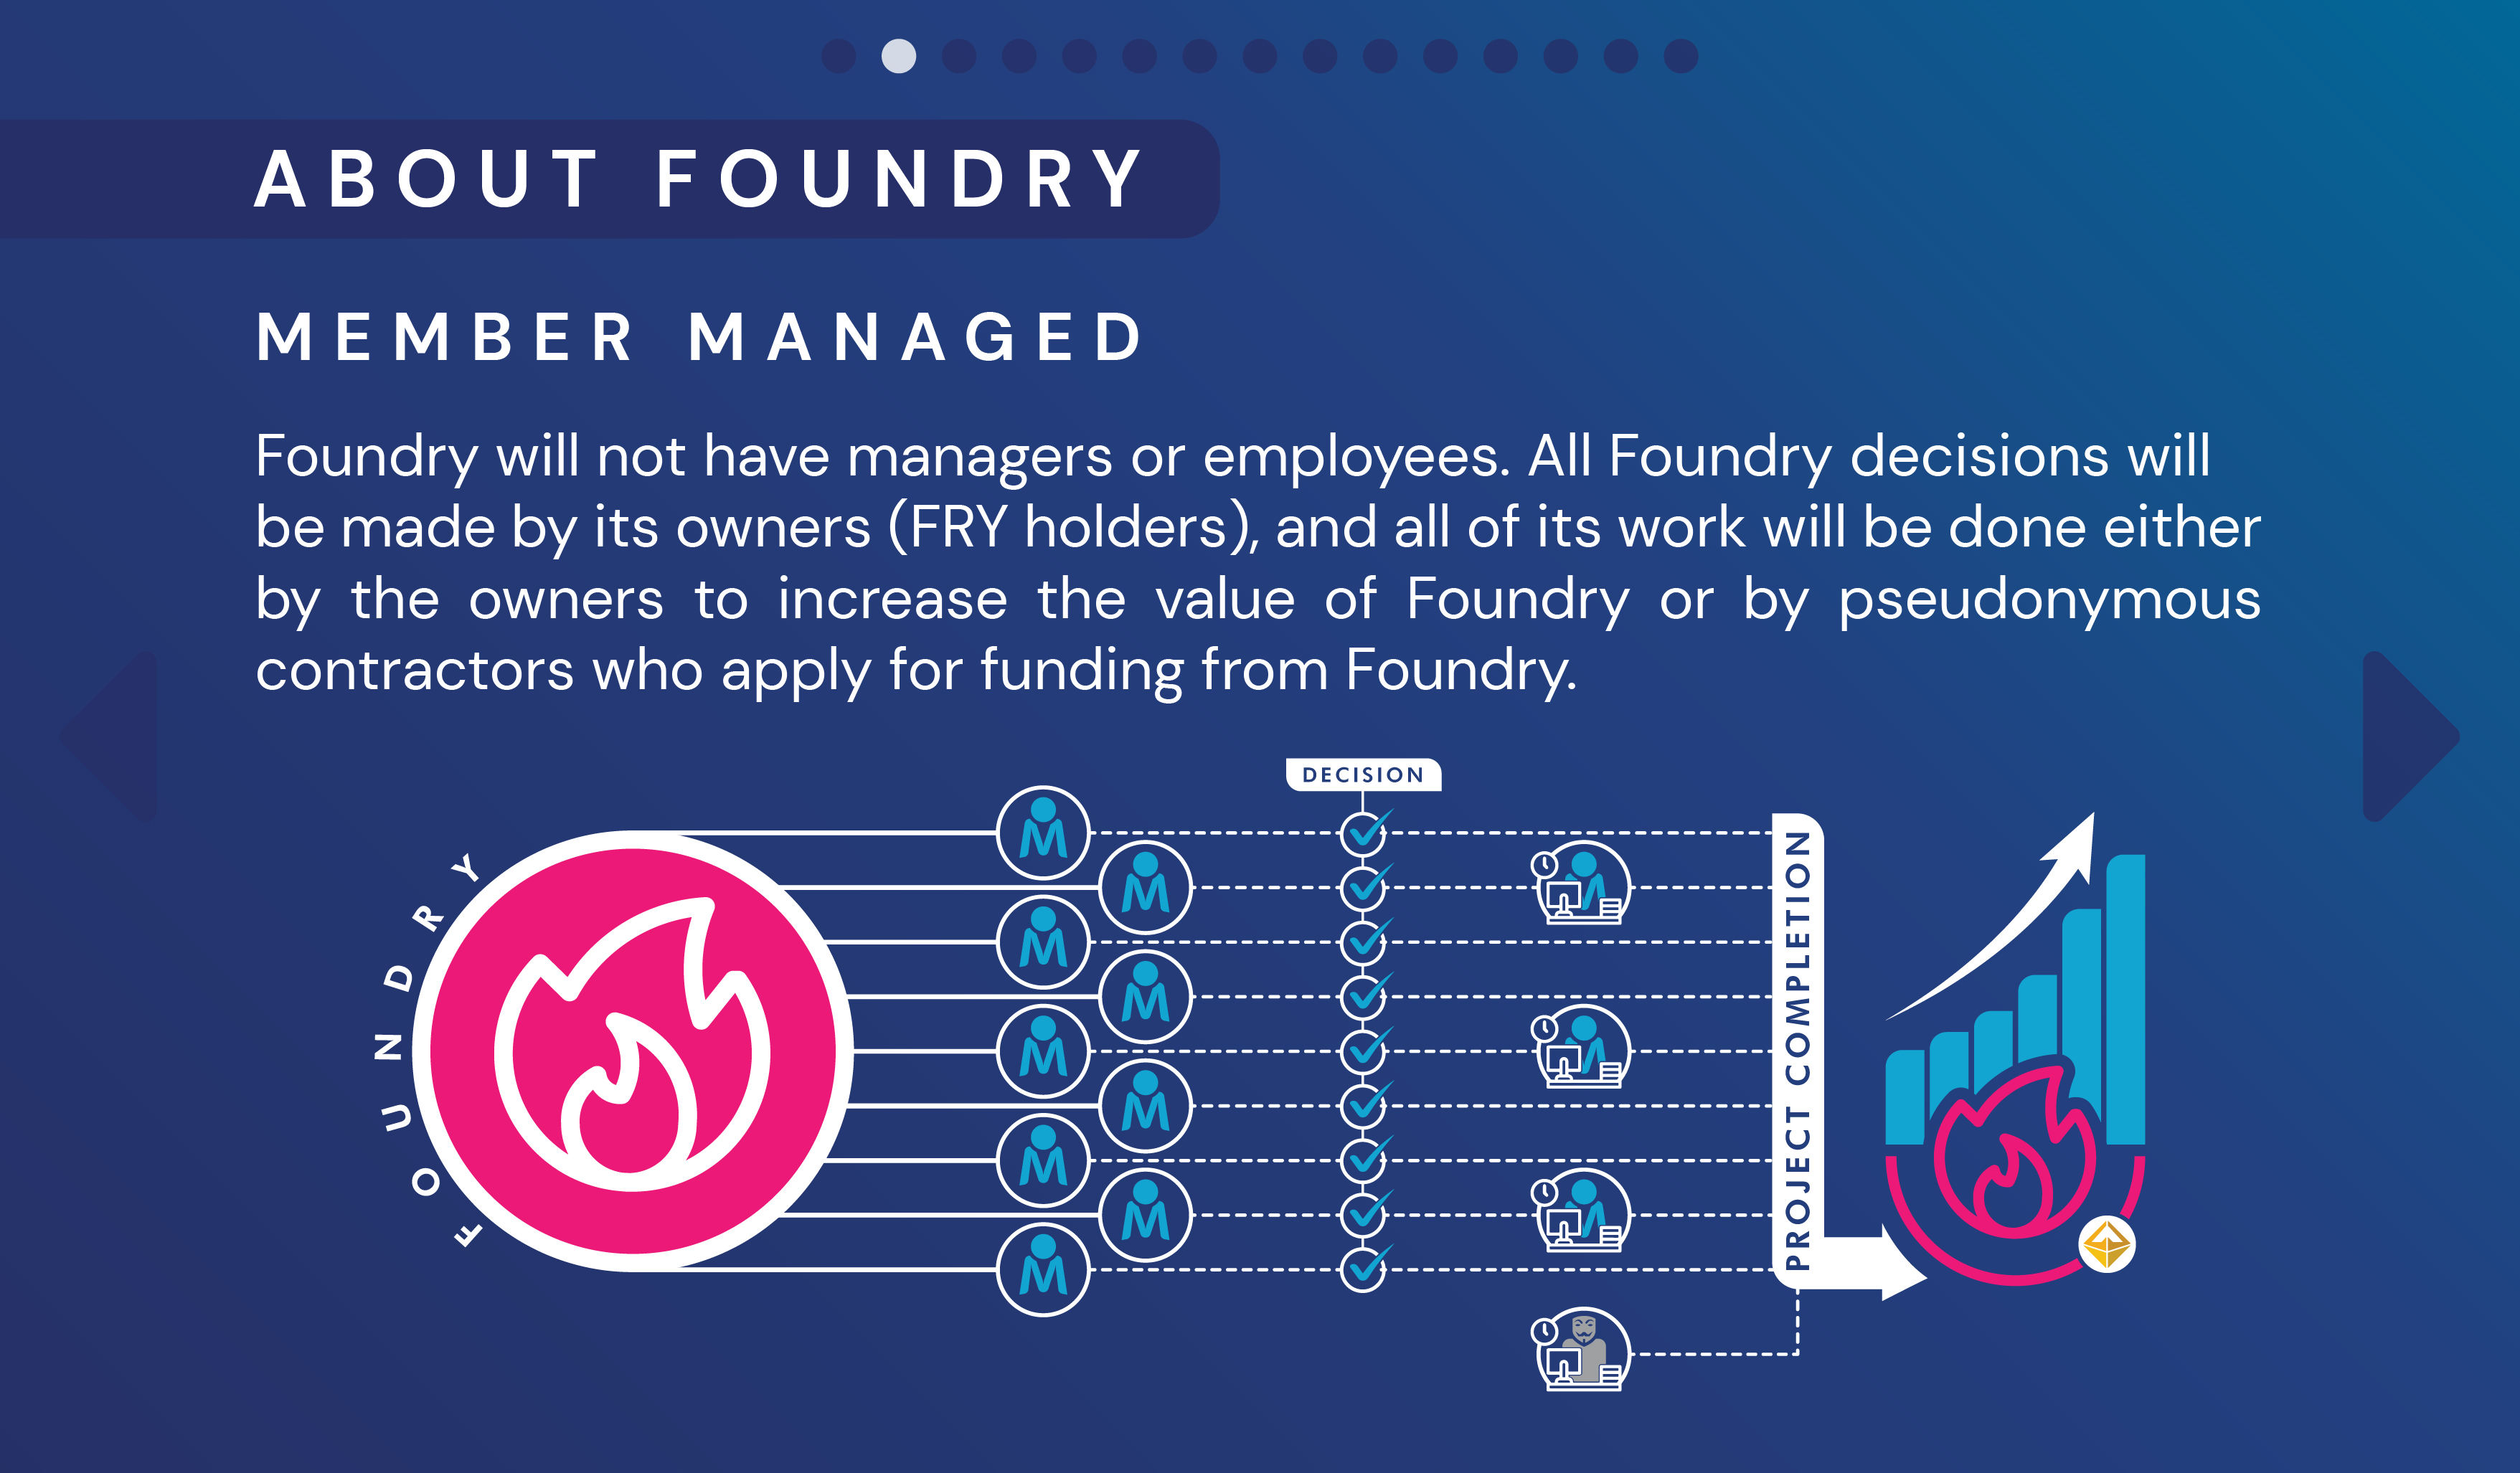 ABOUT FOUNDRY
MEMBER MANAGED
Foundry will not have managers or employees. All Foundry decisions will
be made by its owners (FRY holders), and all of its work will be done either
by the owners to increase the value of Foundry or by pseudonymous
contractors who apply for funding from Foundry.
FOUNDRY
DECISION
PROJECT COMPLETION